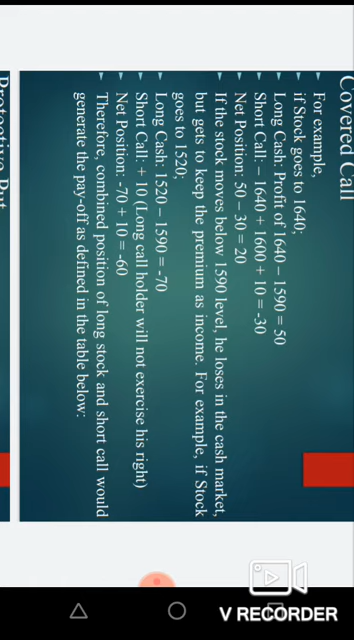 Covered Call
For example,
if Stock goes to 1640;
Long Cash: Profit of 1640 – 1590 = 50
Short Call: – 1640 + 1600 + 10 = -30
Net Position: 50 – 30 = 20
If the stock moves below 1590 level, he loses in the cash market,
but gets to keep the premium as income. For example, if Stock
goes to 1520;
Long Cash: 1520 – 1590 = -70
Short Call: + 10 (Long call holder will not exercise his right)
Net Position: -70 + 10 = -60
Therefore, combined position of long stock and short call would
generate the pay-off as defined in the table below:
Protective Put
V RECORDER